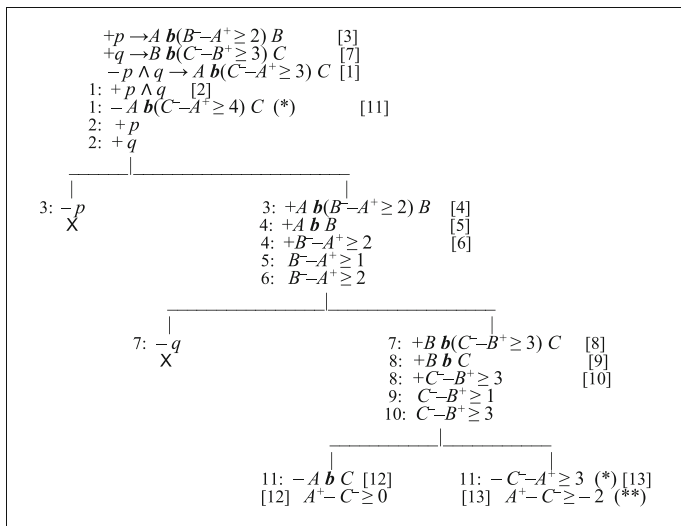 +p →A b(B⁻–A⁺ ≥ 2) B [3]
+q →B b(C⁻–B⁺ ≥ 3) C [7]
–p ∧ q → A b(C⁻–A⁺ ≥ 3) C [1]
1: +p ∧ q [2]
1: –A b(C⁻–A⁺ ≥ 4) C (*) [11]
2: +p
2: +q
3: –p
X
3: +A b(B⁻–A⁺ ≥ 2) B [4]
4: +A b B [5]
4: +B⁻–A⁺ ≥ 2 [6]
5: B⁻–A⁺ ≥ 1
6: B⁻–A⁺ ≥ 2
7: –q
X
7: +B b(C⁻–B⁺ ≥ 3) C [8]
8: +B b C [9]
8: +C⁻–B⁺ ≥ 3 [10]
9: C⁻–B⁺ ≥ 1
10: C⁻–B⁺ ≥ 3
11: –A b C [12]
[12] A⁺– C⁻ ≥ 0
11: –C⁻–A⁺ ≥ 3 (*) [13]
[13] A⁺–C⁻ ≥ –2 (**)